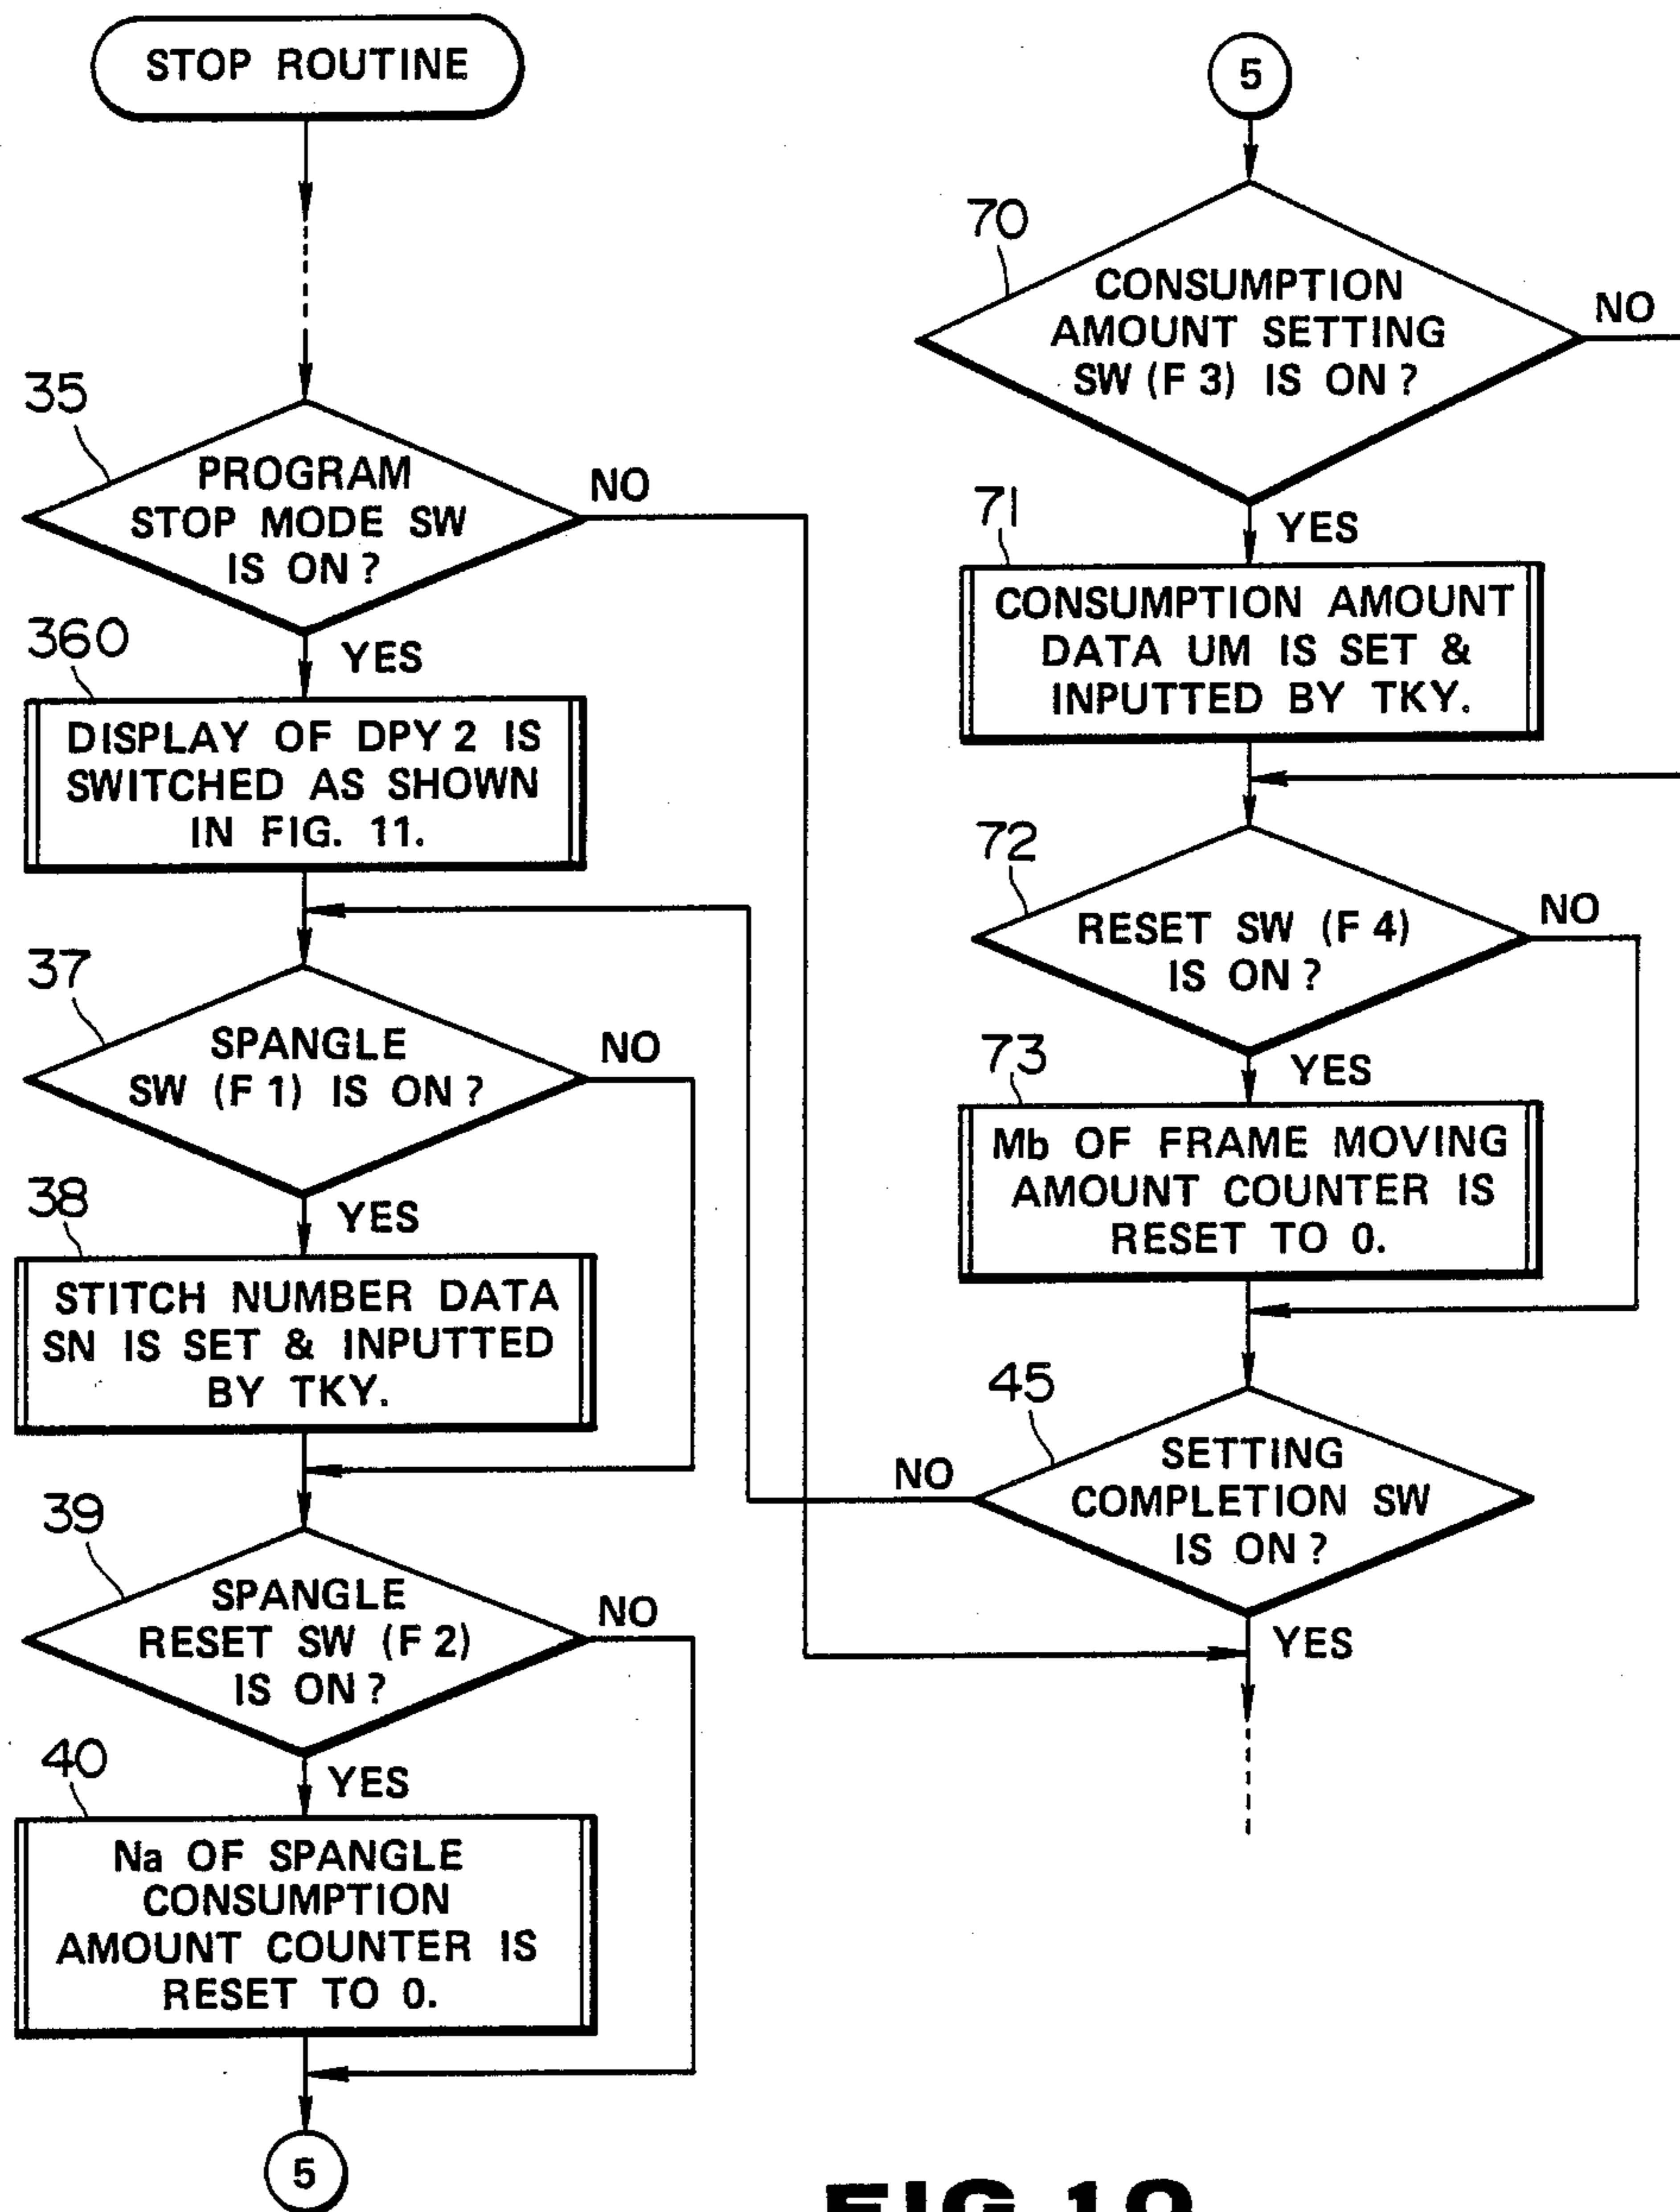 STOP ROUTINE
35
PROGRAM
STOP MODE SW
IS ON ?
NO
YES
360
DISPLAY OF DPY 2 IS
SWITCHED AS SHOWN
IN FIG. 11.
37
SPANGLE
SW (F 1) IS ON ?
NO
YES
38
STITCH NUMBER DATA
SN IS SET & INPUTTED
BY TKY.
39
SPANGLE
RESET SW (F 2)
IS ON ?
NO
YES
40
Na OF SPANGLE
CONSUMPTION
AMOUNT COUNTER IS
RESET TO 0.
5
5
70
CONSUMPTION
AMOUNT SETTING
SW (F 3) IS ON ?
NO
YES
71
CONSUMPTION AMOUNT
DATA UM IS SET &
INPUTTED BY TKY.
72
RESET SW (F 4)
IS ON ?
NO
YES
73
Mb OF FRAME MOVING
AMOUNT COUNTER IS
RESET TO 0.
45
SETTING
COMPLETION SW
IS ON ?
NO
YES